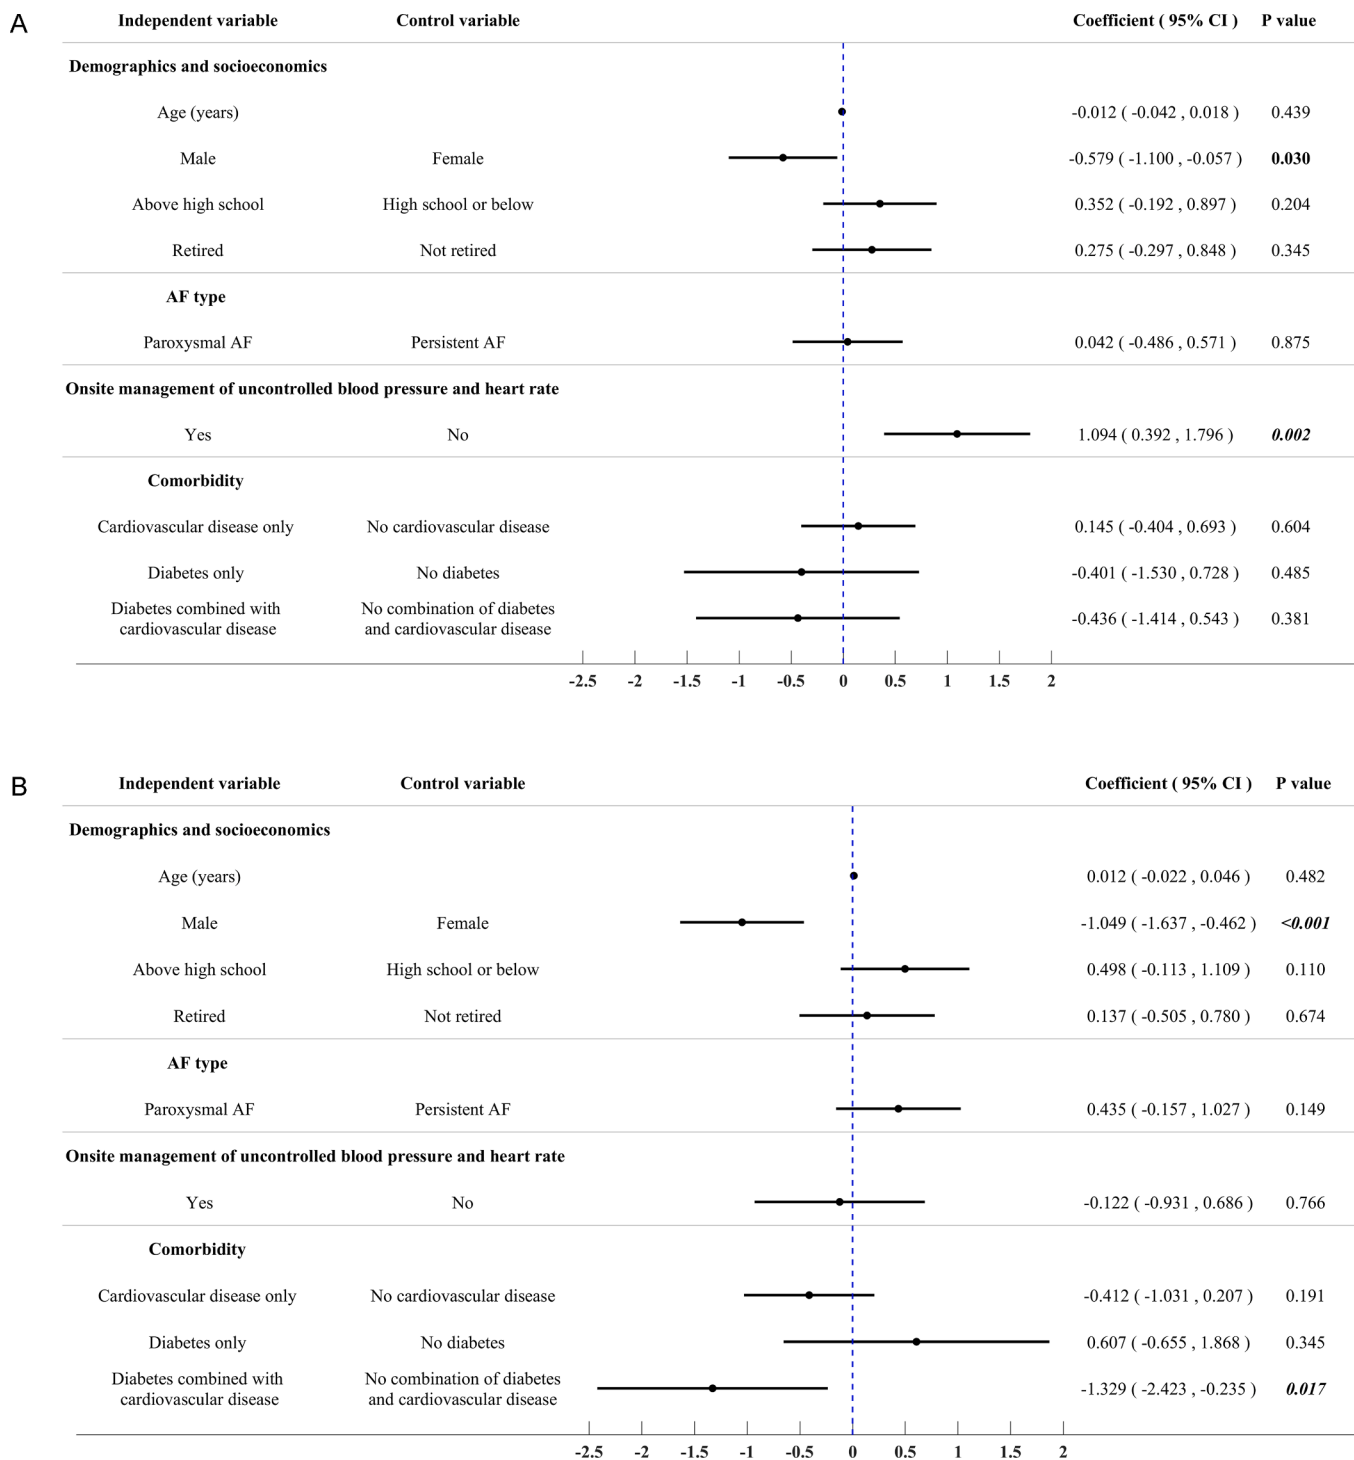 A
Independent variable Control variable Coefficient ( 95% CI ) P value
Demographics and socioeconomics
Age (years) -0.012 ( -0.042 , 0.018 ) 0.439
Male Female -0.579 ( -1.100 , -0.057 ) 0.030
Above high school High school or below 0.352 ( -0.192 , 0.897 ) 0.204
Retired Not retired 0.275 ( -0.297 , 0.848 ) 0.345
AF type
Paroxysmal AF Persistent AF 0.042 ( -0.486 , 0.571 ) 0.875
Onsite management of uncontrolled blood pressure and heart rate
Yes No 1.094 ( 0.392 , 1.796 ) 0.002
Comorbidity
Cardiovascular disease only No cardiovascular disease 0.145 ( -0.404 , 0.693 ) 0.604
Diabetes only No diabetes -0.401 ( -1.530 , 0.728 ) 0.485
Diabetes combined with No combination of diabetes
cardiovascular disease and cardiovascular disease -0.436 ( -1.414 , 0.543 ) 0.381
-2.5 -2 -1.5 -1 -0.5 0 0.5 1 1.5 2
B
Independent variable Control variable Coefficient ( 95% CI ) P value
Demographics and socioeconomics
Age (years) 0.012 ( -0.022 , 0.046 ) 0.482
Male Female -1.049 ( -1.637 , -0.462 ) <0.001
Above high school High school or below 0.498 ( -0.113 , 1.109 ) 0.110
Retired Not retired 0.137 ( -0.505 , 0.780 ) 0.674
AF type
Paroxysmal AF Persistent AF 0.435 ( -0.157 , 1.027 ) 0.149
Onsite management of uncontrolled blood pressure and heart rate
Yes No -0.122 ( -0.931 , 0.686 ) 0.766
Comorbidity
Cardiovascular disease only No cardiovascular disease -0.412 ( -1.031 , 0.207 ) 0.191
Diabetes only No diabetes 0.607 ( -0.655 , 1.868 ) 0.345
Diabetes combined with No combination of diabetes
cardiovascular disease and cardiovascular disease -1.329 ( -2.423 , -0.235 ) 0.017
-2.5 -2 -1.5 -1 -0.5 0 0.5 1 1.5 2